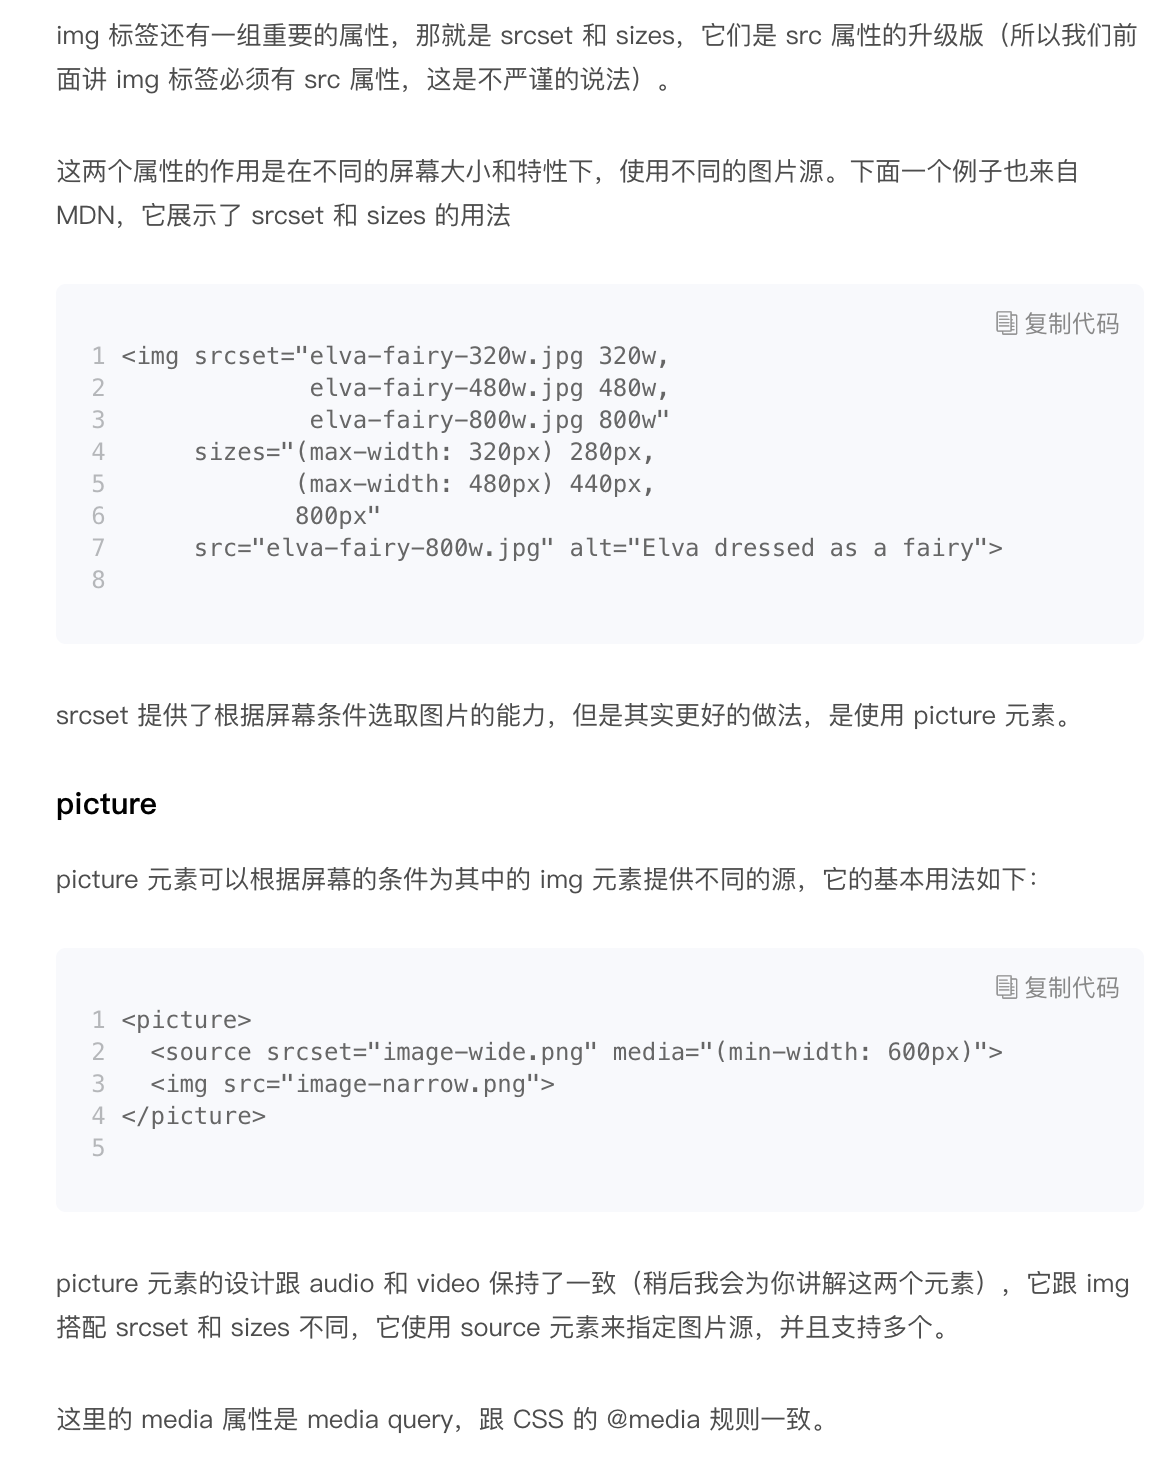 img 标签还有一组重要的属性，那就是 srcset 和 sizes，它们是 src 属性的升级版（所以我们前
面讲 img 标签必须有 src 属性，这是不严谨的说法）。
这两个属性的作用是在不同的屏幕大小和特性下，使用不同的图片源。下面一个例子也来自
MDN，它展示了 srcset 和 sizes 的用法
复制代码
1 <img srcset="elva-fairy-320w.jpg 320w,
2              elva-fairy-480w.jpg 480w,
3              elva-fairy-800w.jpg 800w"
4      sizes="(max-width: 320px) 280px,
5             (max-width: 480px) 440px,
6             800px"
7      src="elva-fairy-800w.jpg" alt="Elva dressed as a fairy">
8
srcset 提供了根据屏幕条件选取图片的能力，但是其实更好的做法，是使用 picture 元素。
picture
picture 元素可以根据屏幕的条件为其中的 img 元素提供不同的源，它的基本用法如下：
复制代码
1 <picture>
2   <source srcset="image-wide.png" media="(min-width: 600px)">
3   <img src="image-narrow.png">
4 </picture>
5
picture 元素的设计跟 audio 和 video 保持了一致（稍后我会为你讲解这两个元素），它跟 img
搭配 srcset 和 sizes 不同，它使用 source 元素来指定图片源，并且支持多个。
这里的 media 属性是 media query，跟 CSS 的 @media 规则一致。